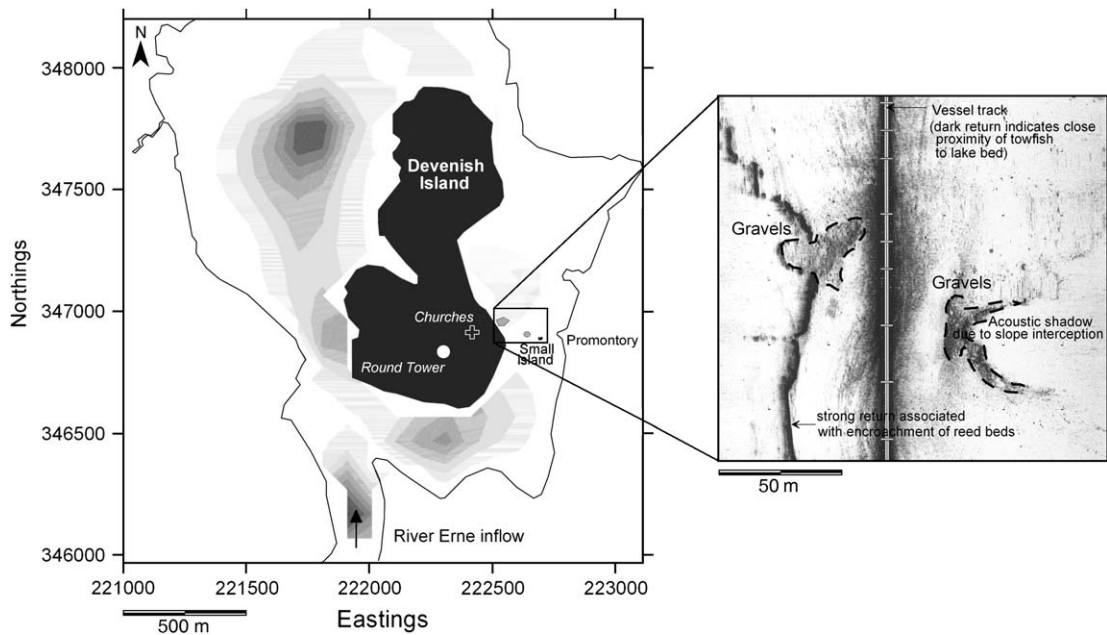 N
348000
347500
347000
346500
346000
Northings
221000
221500
222000
222500
223000
Eastings
500 m
Devenish
Island
Churches
Round Tower
Small
Island
Promontory
River Erne inflow
Vessel track
(dark return indicates close
proximity of towfish
to lake bed)
Gravels
Gravels
Acoustic shadow
due to slope interception
strong return associated
with encroachment of reed beds
50 m